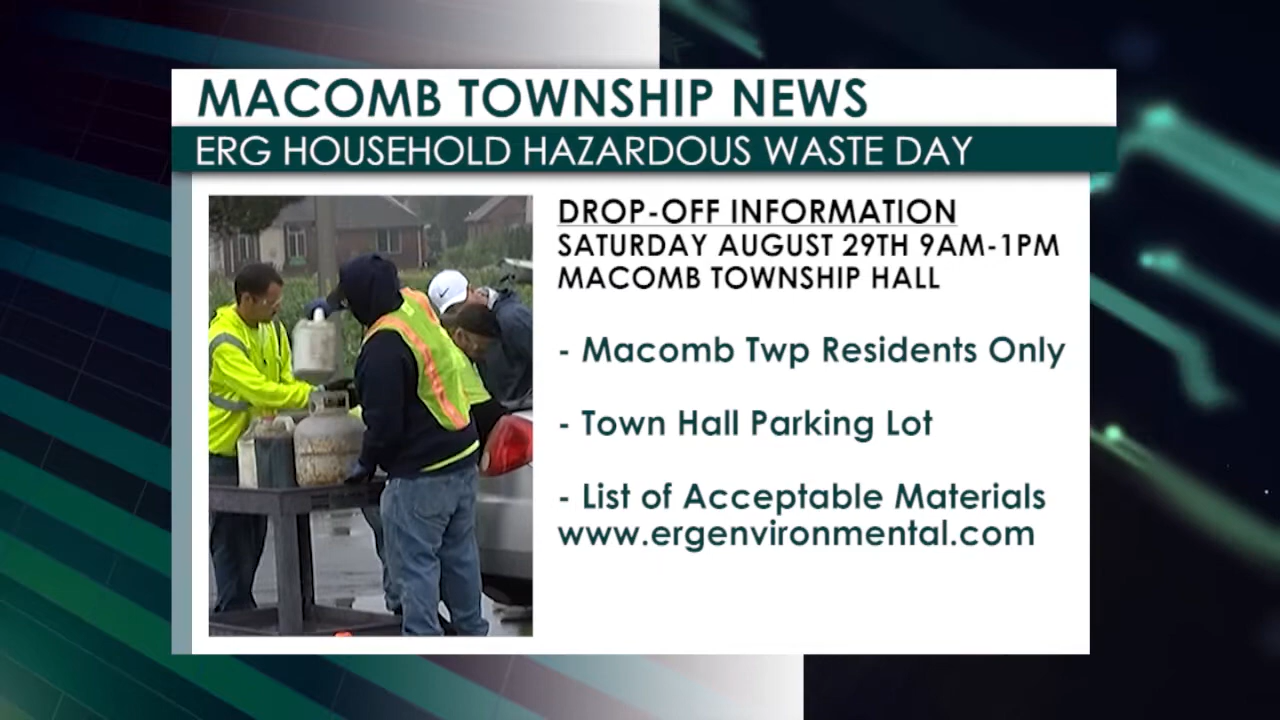 MACOMB TOWNSHIP NEWS
ERG HOUSEHOLD HAZARDOUS WASTE DAY
DROP-OFF INFORMATION
SATURDAY AUGUST 29TH 9AM-1PM
MACOMB TOWNSHIP HALL
- Macomb Twp Residents Only
- Town Hall Parking Lot
- List of Acceptable Materials
www.ergenvironmental.com